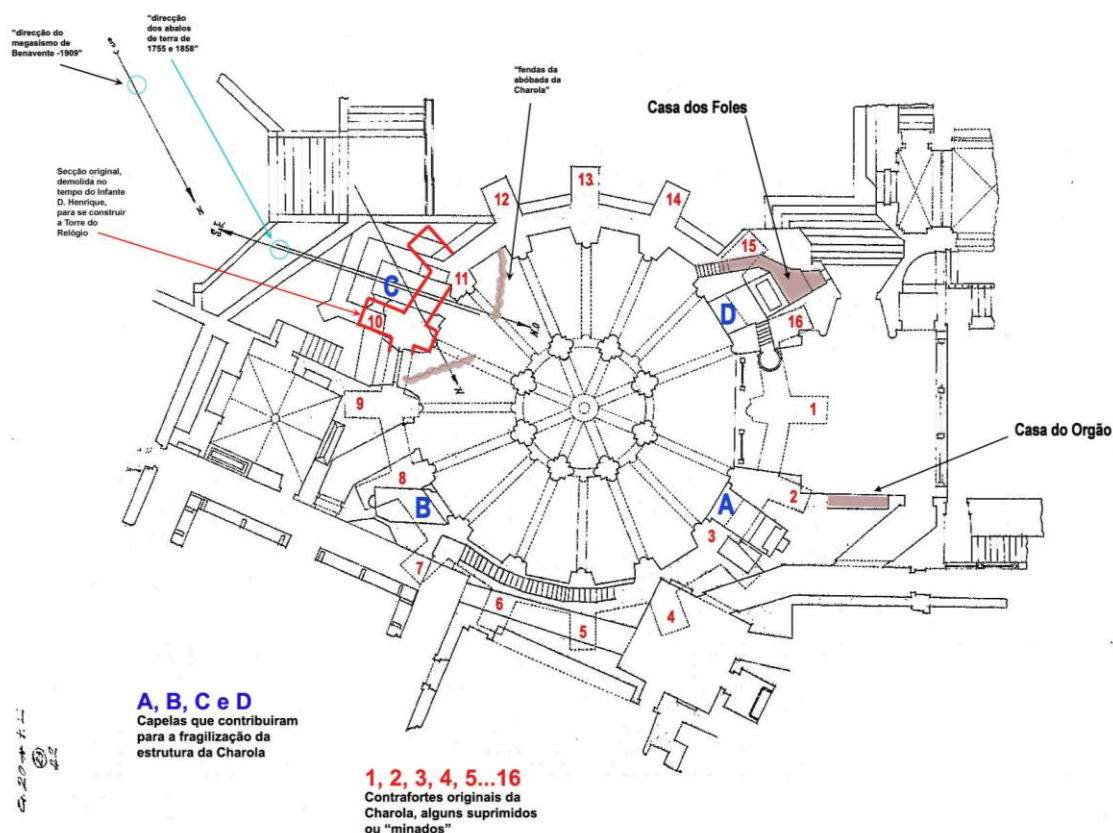 "direcção do
megasismo de
Benavente -1909"
"direcção
dos abalos
de terra de
1755 e 1858"
"fendas da
abóbada da
Charola"
Casa dos Foles
Secção original,
demolida no
tempo do Infante
D. Henrique,
para se construir
a Torre do
Relógio
S
N
SE
NO
N
12
13
14
15
11
C
10
D
16
9
1
Casa do Orgão
8
B
A
2
3
7
6
5
4
A, B, C e D
Capelas que contribuiram
para a fragilização da
estrutura da Charola
1, 2, 3, 4, 5...16
Contrafortes originais da
Charola, alguns suprimidos
ou "minados"